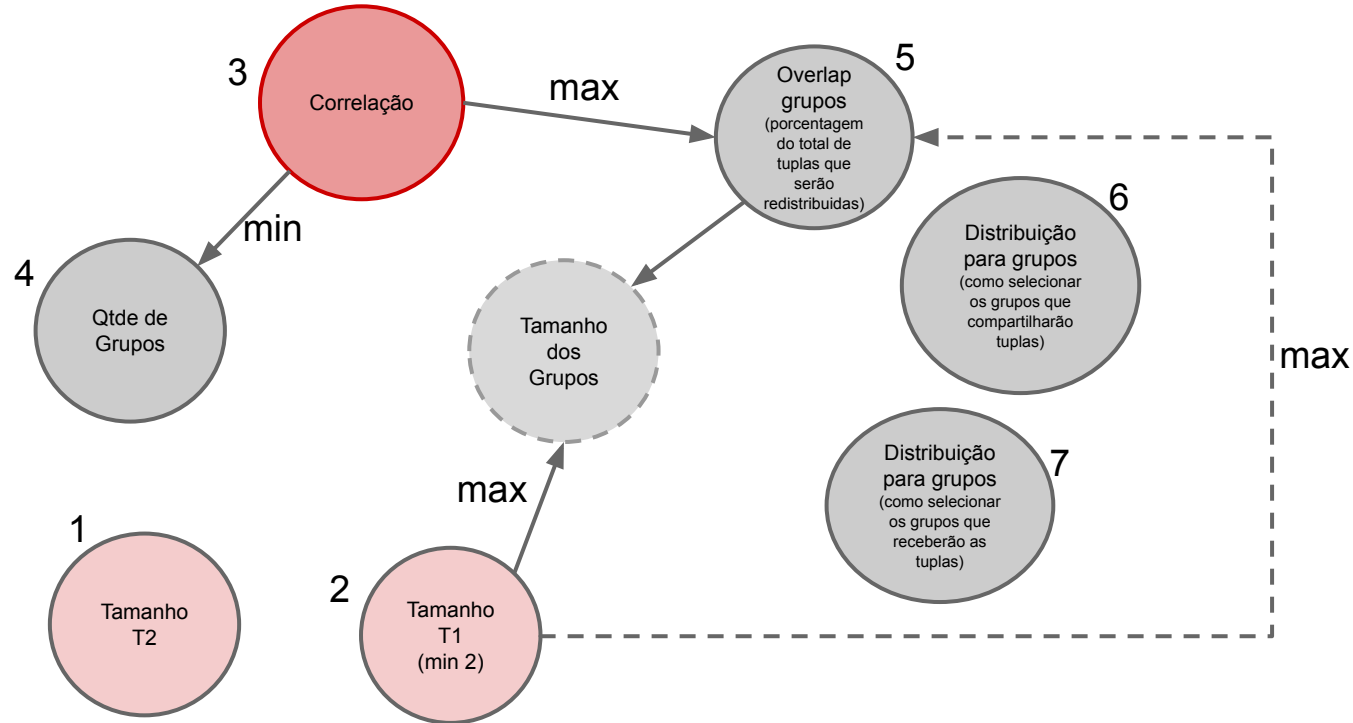 3
Correlação
max
5
Overlap
grupos
(porcentagem
do total de
tuplas que
serão
redistribuidas)
min
4
Qtde de
Grupos
6
Distribuição
para grupos
(como selecionar
os grupos que
compartilharão
tuplas)
Tamanho
dos
Grupos
max
7
Distribuição
para grupos
(como selecionar
os grupos que
receberão as
tuplas)
max
1
Tamanho
T2
2
Tamanho
T1
(min 2)